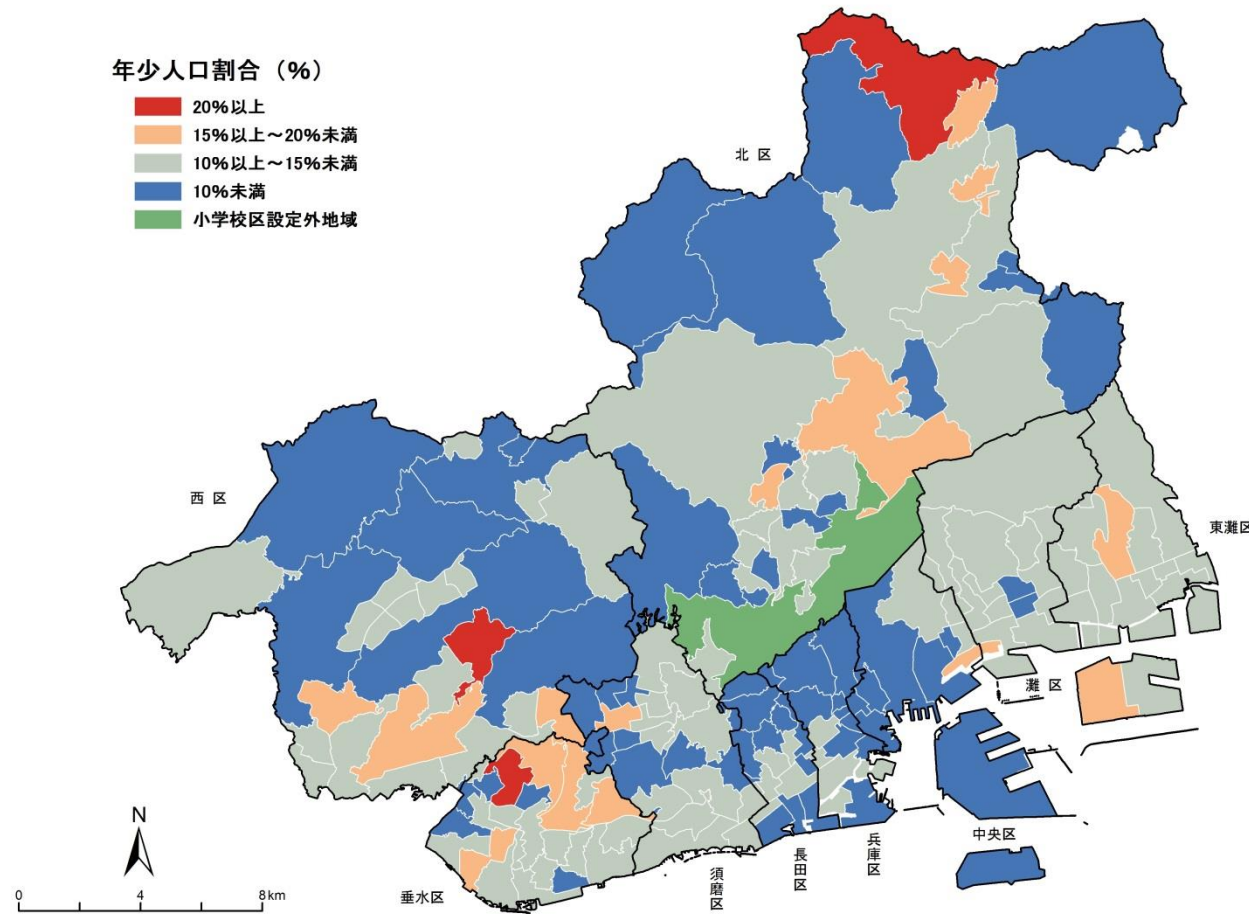 年少人口割合（%）
20%以上
15%以上～20%未満
10%以上～15%未満
10%未満
小学校区設定外地域
北区
西区
東灘区
灘区
中央区
兵庫区
長田区
須磨区
垂水区
N
0 4 8km